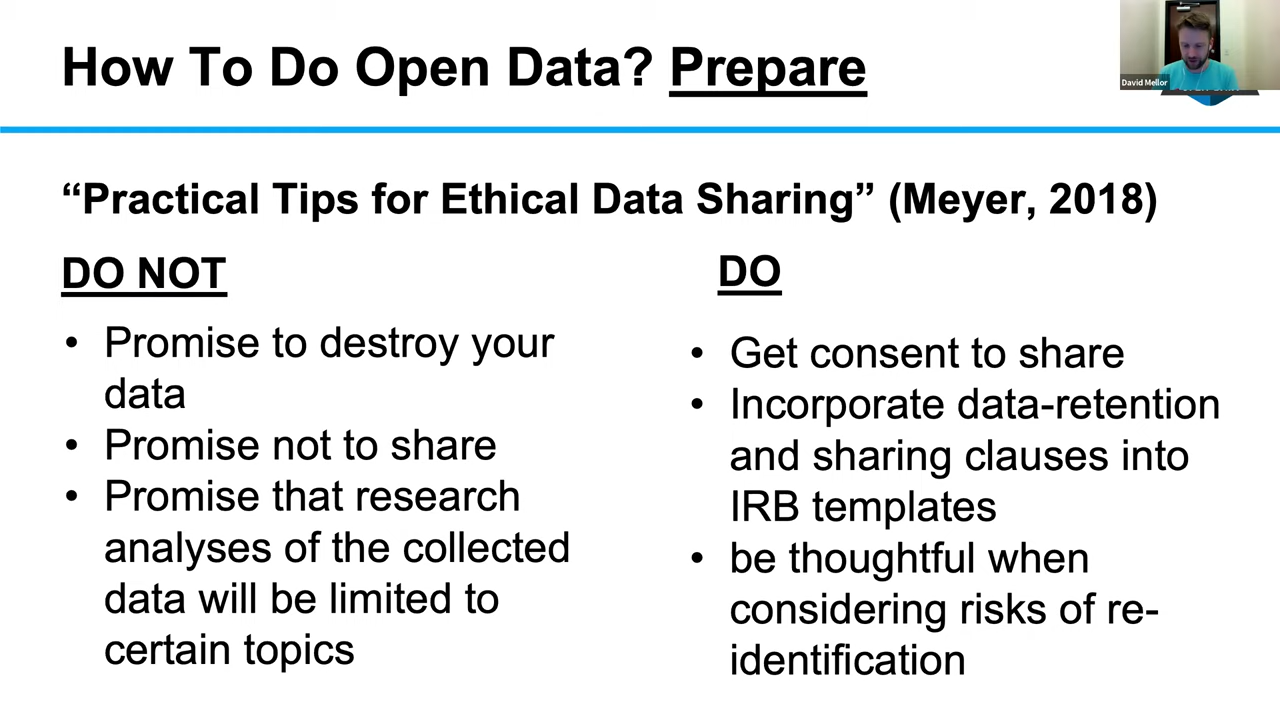 How To Do Open Data? Prepare
David Mellor
“Practical Tips for Ethical Data Sharing” (Meyer, 2018)
DO NOT
• Promise to destroy your
data
• Promise not to share
• Promise that research
analyses of the collected
data will be limited to
certain topics
DO
• Get consent to share
• Incorporate data-retention
and sharing clauses into
IRB templates
• be thoughtful when
considering risks of re-
identification